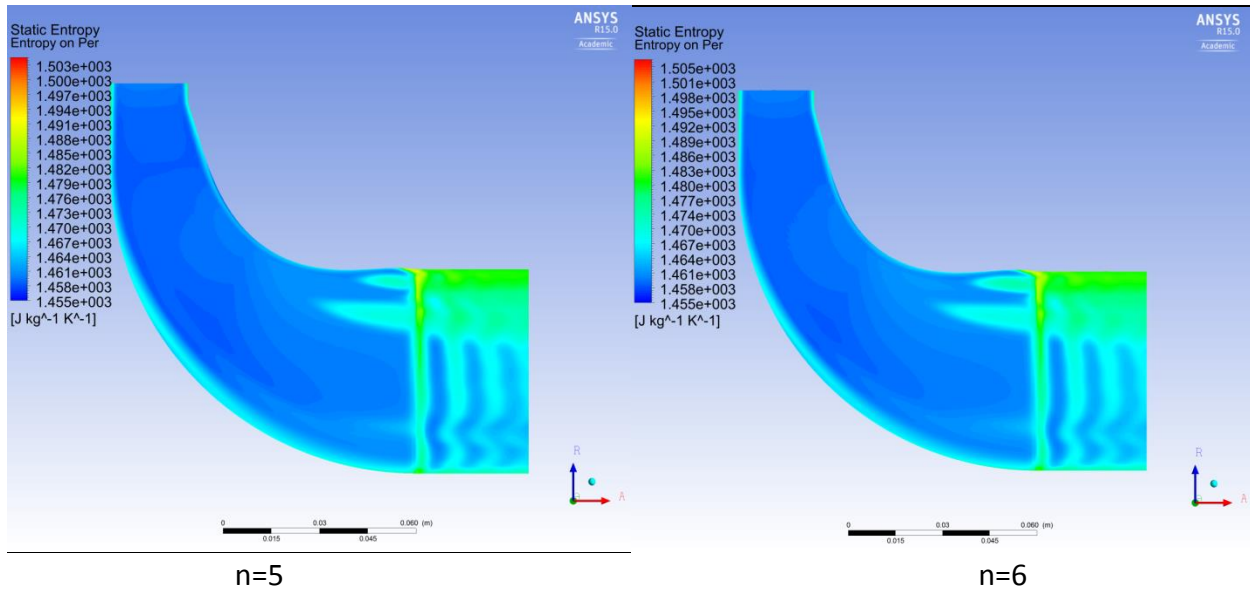 Static Entropy
Entropy on Per
1.503e+003
1.500e+003
1.497e+003
1.494e+003
1.491e+003
1.488e+003
1.485e+003
1.482e+003
1.479e+003
1.476e+003
1.473e+003
1.470e+003
1.467e+003
1.464e+003
1.461e+003
1.458e+003
1.455e+003
[J kg^-1 K^-1]
ANSYS
R15.0
Academic
R
A
0 0.03 0.060 (m)
0.015 0.045
n=5
Static Entropy
Entropy on Per
1.505e+003
1.501e+003
1.498e+003
1.495e+003
1.492e+003
1.489e+003
1.486e+003
1.483e+003
1.480e+003
1.477e+003
1.474e+003
1.470e+003
1.467e+003
1.464e+003
1.461e+003
1.458e+003
1.455e+003
[J kg^-1 K^-1]
ANSYS
R15.0
Academic
R
A
0 0.03 0.060 (m)
0.015 0.045
n=6